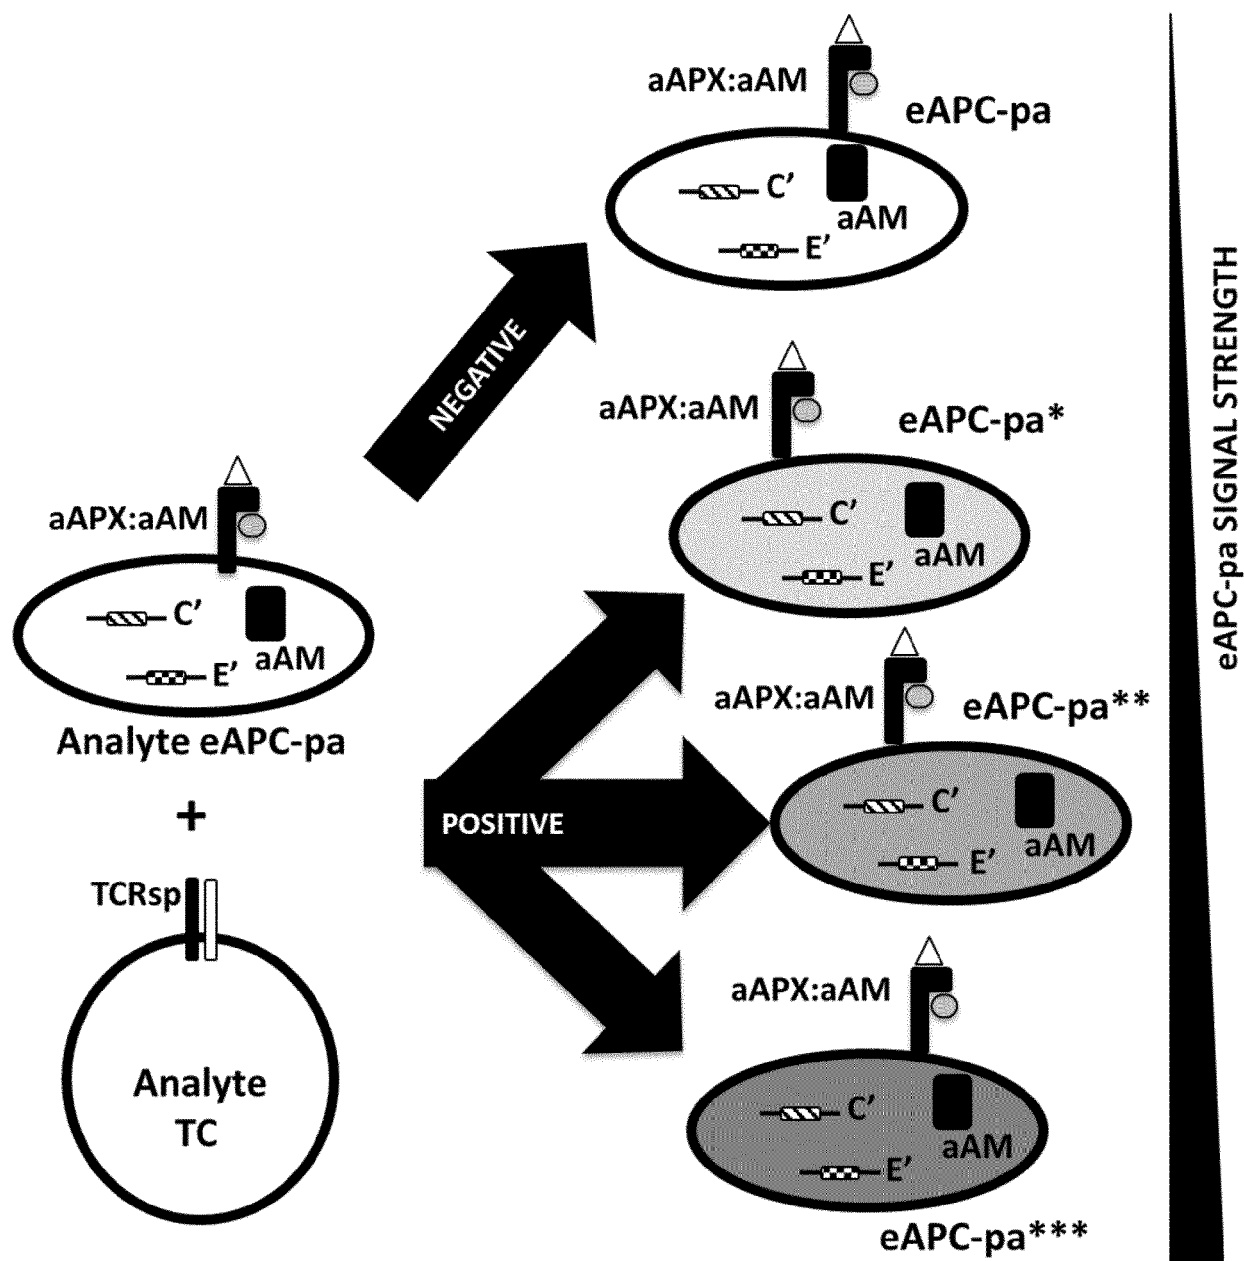 aAPX:aAM
eAPC-pa
C’
aAM
E’
NEGATIVE
aAPX:aAM
eAPC-pa*
C’
aAM
E’
aAPX:aAM
C’
aAM
E’
Analyte eAPC-pa
+
TCRsp
Analyte
TC
POSITIVE
aAPX:aAM
eAPC-pa**
C’
aAM
E’
aAPX:aAM
C’
aAM
E’
eAPC-pa***
eAPC-pa SIGNAL STRENGTH